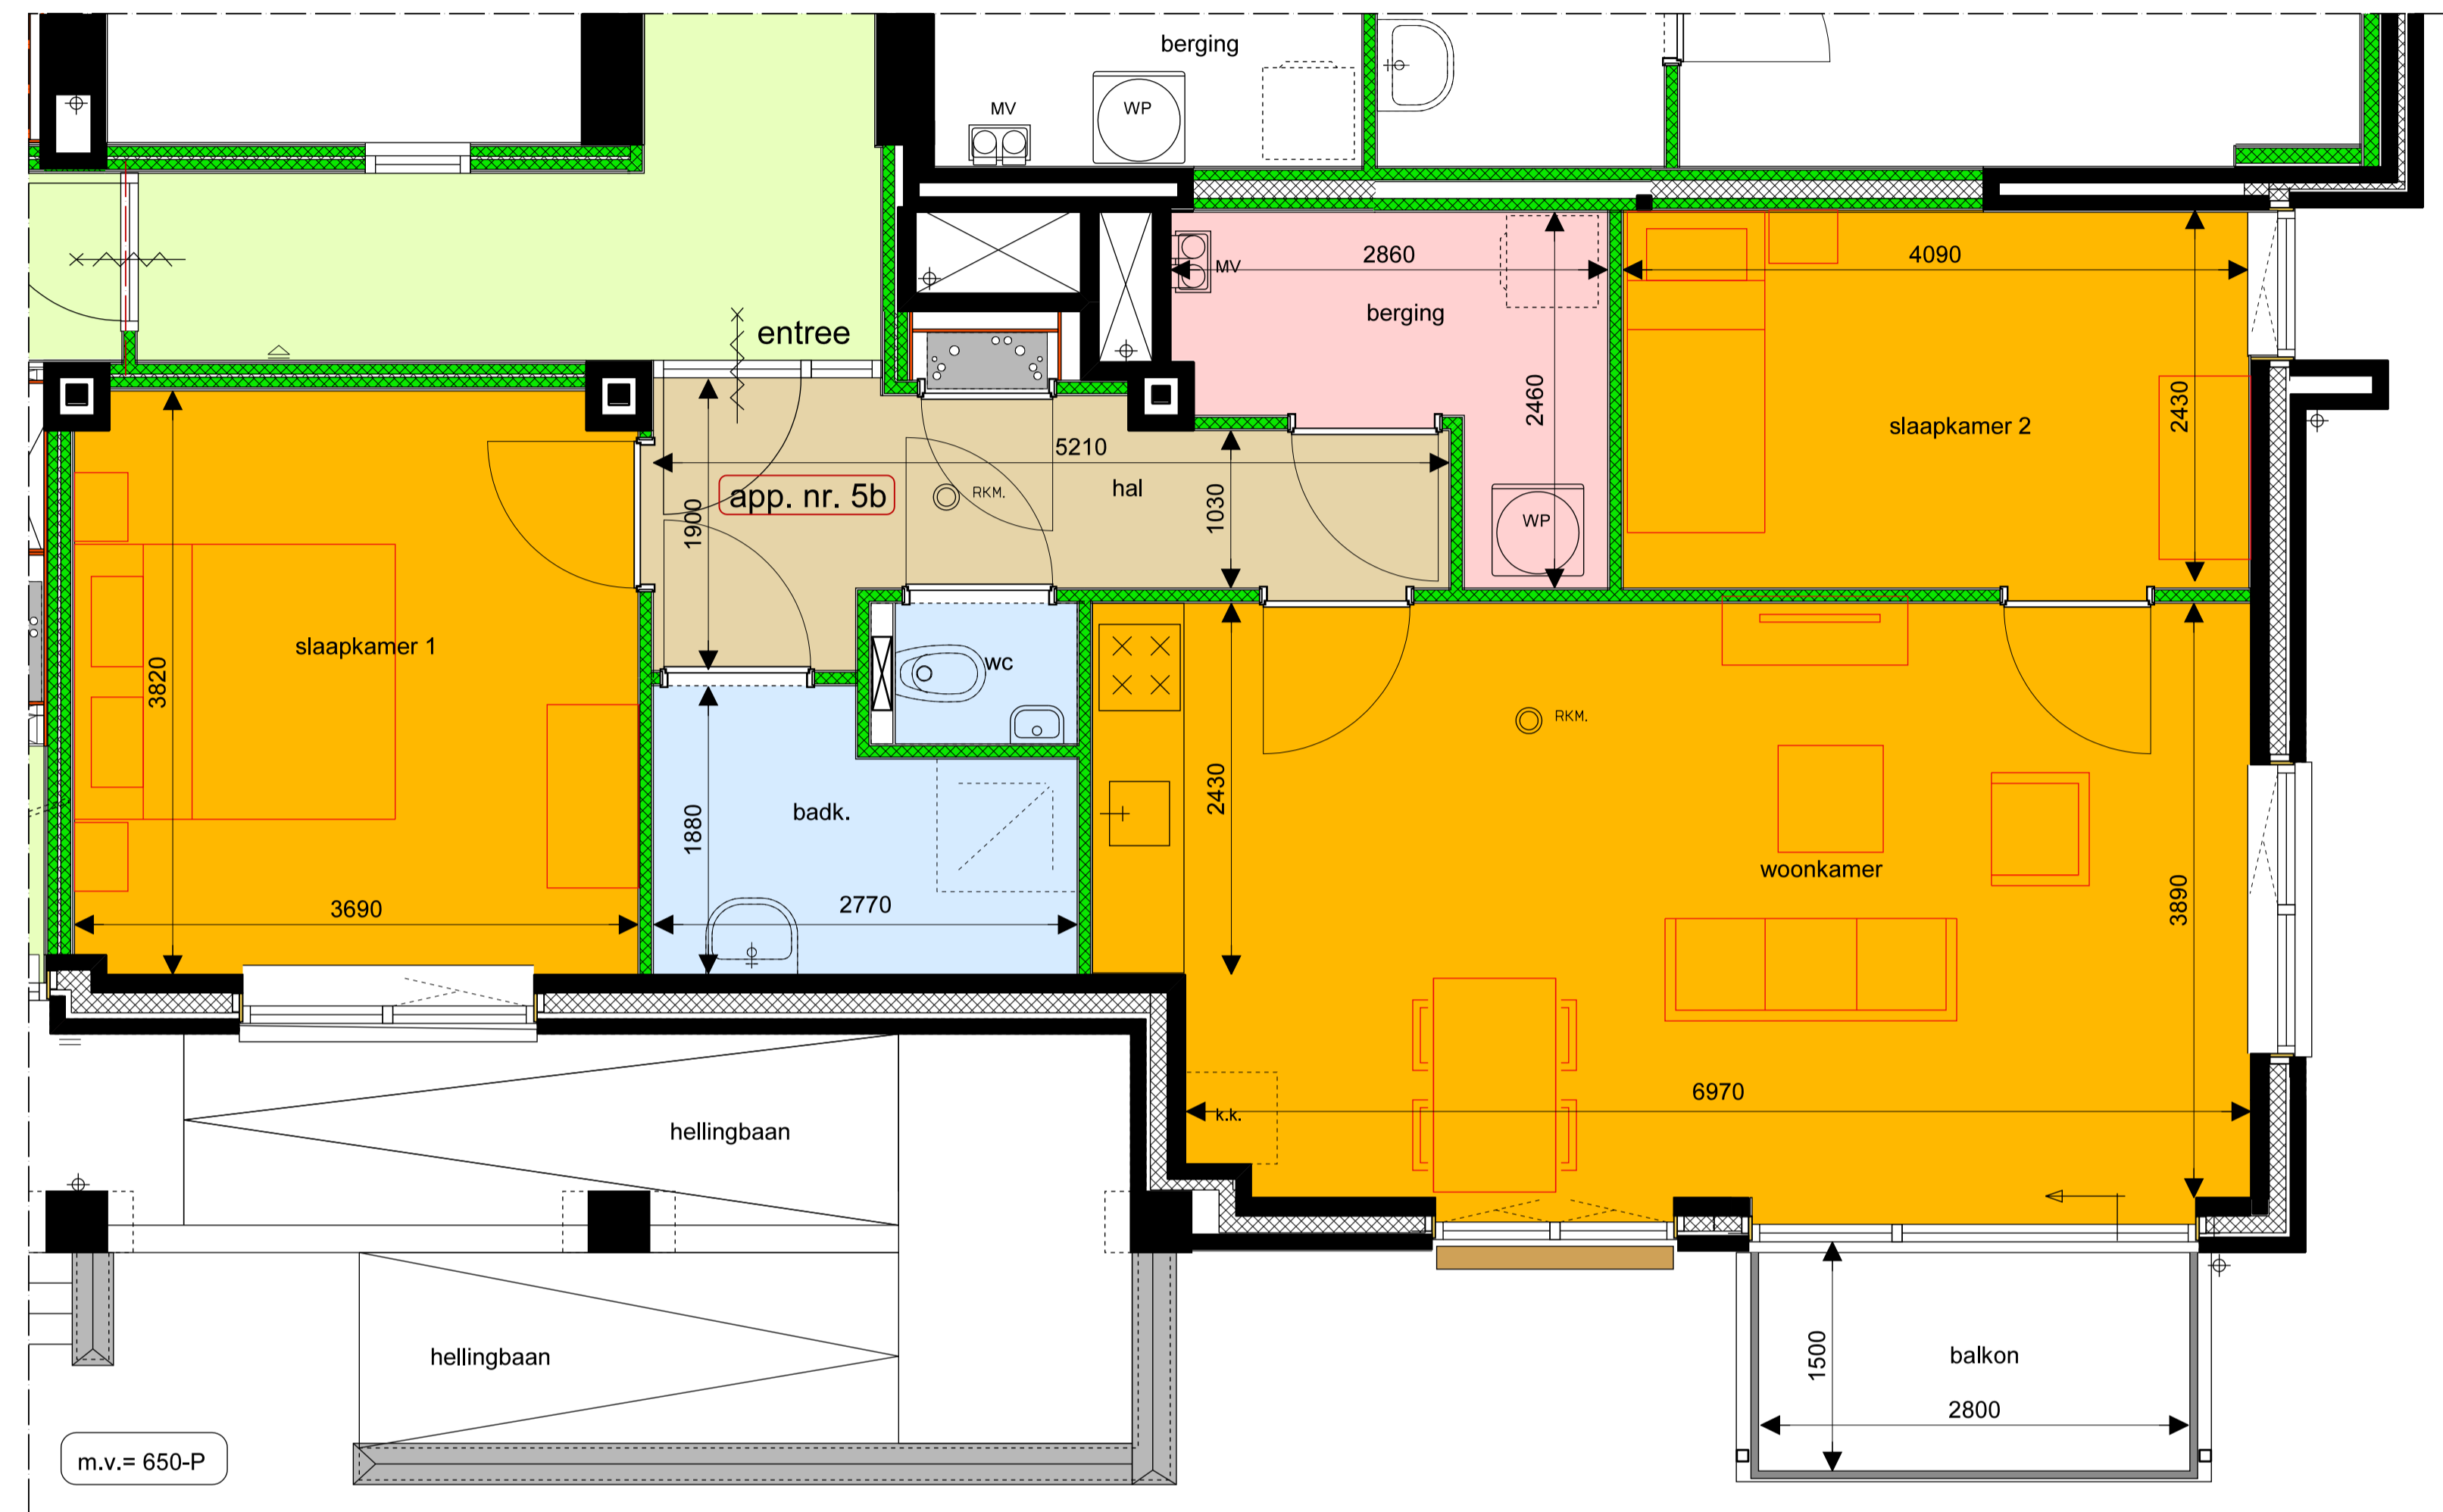 berging
MV
WP
2860
4090
MV
berging
entree
2460
2430
slaapkamer 2
5210
app. nr. 5b
RKM.
hal
1900
1030
WP
slaapkamer 1
3820
wc
RKM.
2430
badk.
1880
woonkamer
3890
3690
2770
6970
k.k.
hellingbaan
hellingbaan
1500
balkon
2800
m.v.= 650-P